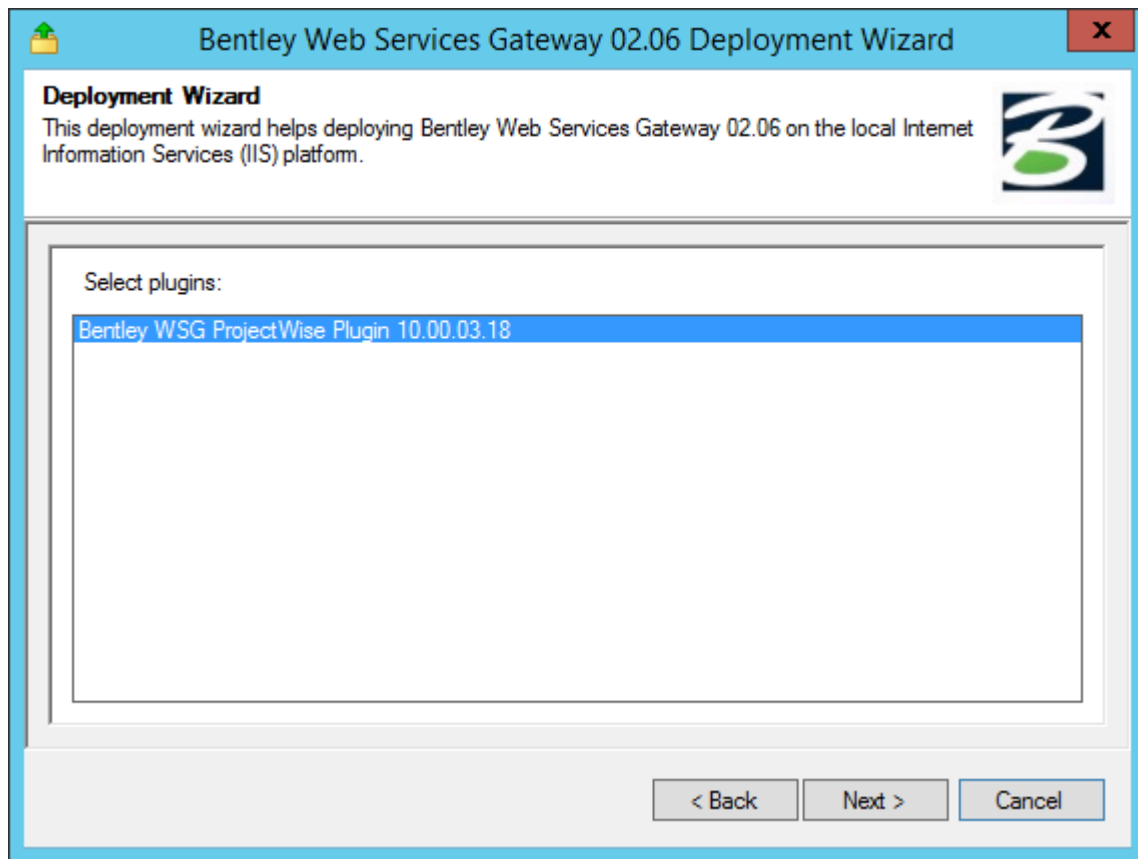 Bentley Web Services Gateway 02.06 Deployment Wizard
x
Deployment Wizard
This deployment wizard helps deploying Bentley Web Services Gateway 02.06 on the local Internet
Information Services (IIS) platform.
Select plugins:
Bentley WSG ProjectWise Plugin 10.00.03.18
< Back
Next >
Cancel